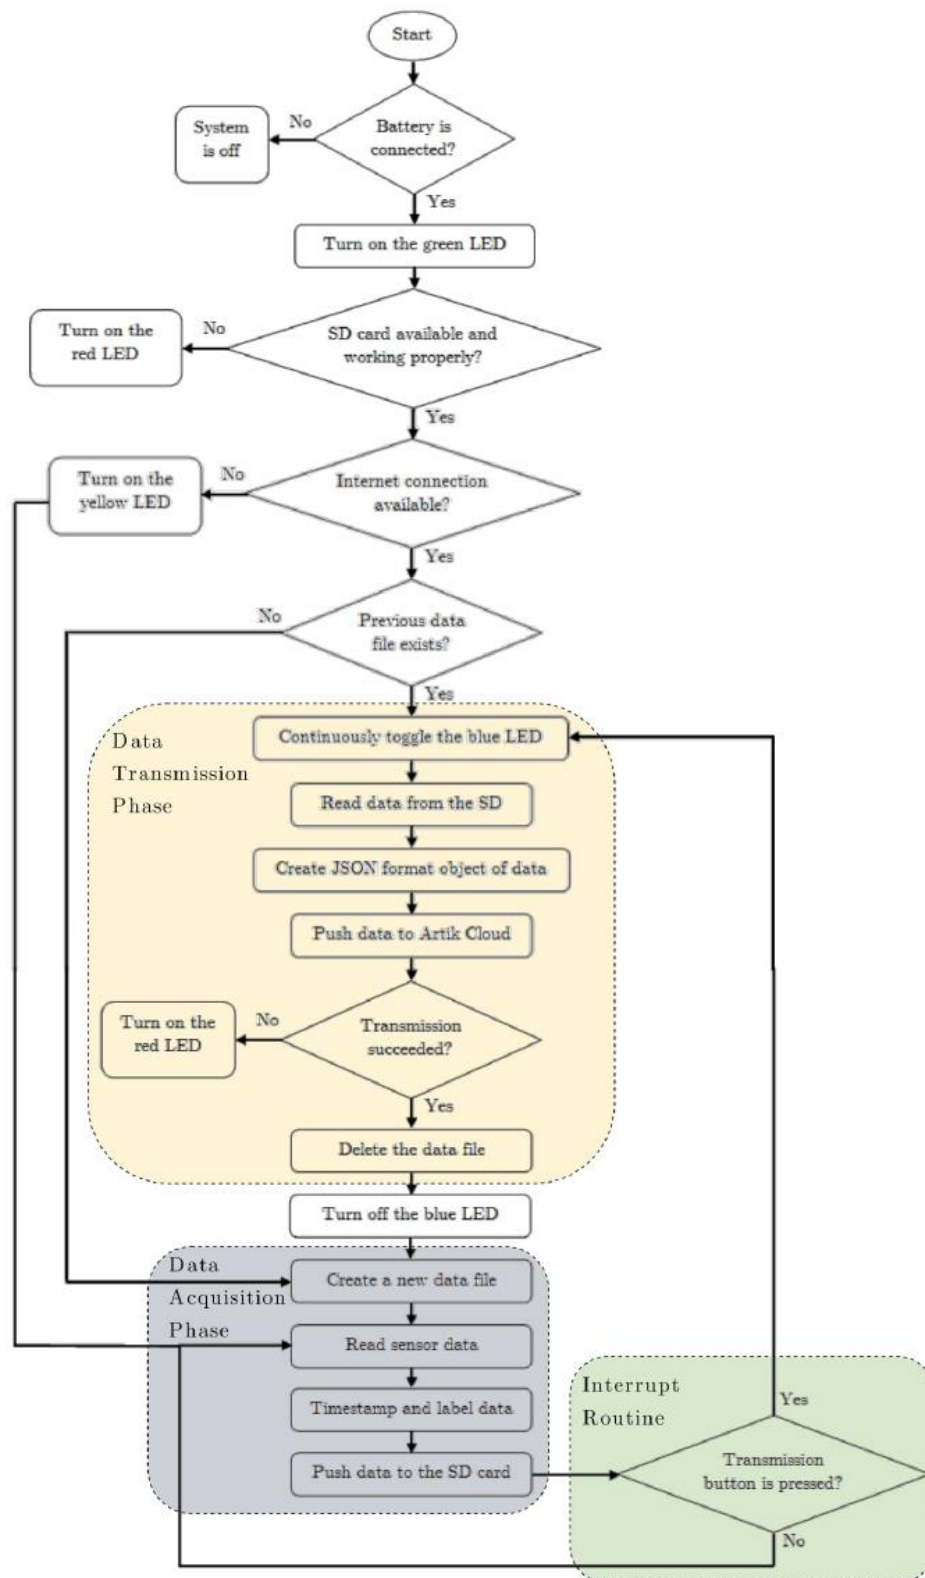 Start
Battery is
connected?
No
System
is off
Yes
Turn on the green LED
SD card available and
working properly?
No
Turn on the
red LED
Yes
Internet connection
available?
No
Turn on the
yellow LED
Yes
Previous data
file exists?
No
Yes
Data
Transmission
Phase
Continuously toggle the blue LED
Read data from the SD
Create JSON format object of data
Push data to Artik Cloud
Transmission
succeeded?
No
Turn on the
red LED
Yes
Delete the data file
Turn off the blue LED
Data
Acquisition
Phase
Create a new data file
Read sensor data
Timestamp and label data
Push data to the SD card
Interrupt
Routine
Yes
Transmission
button is pressed?
No